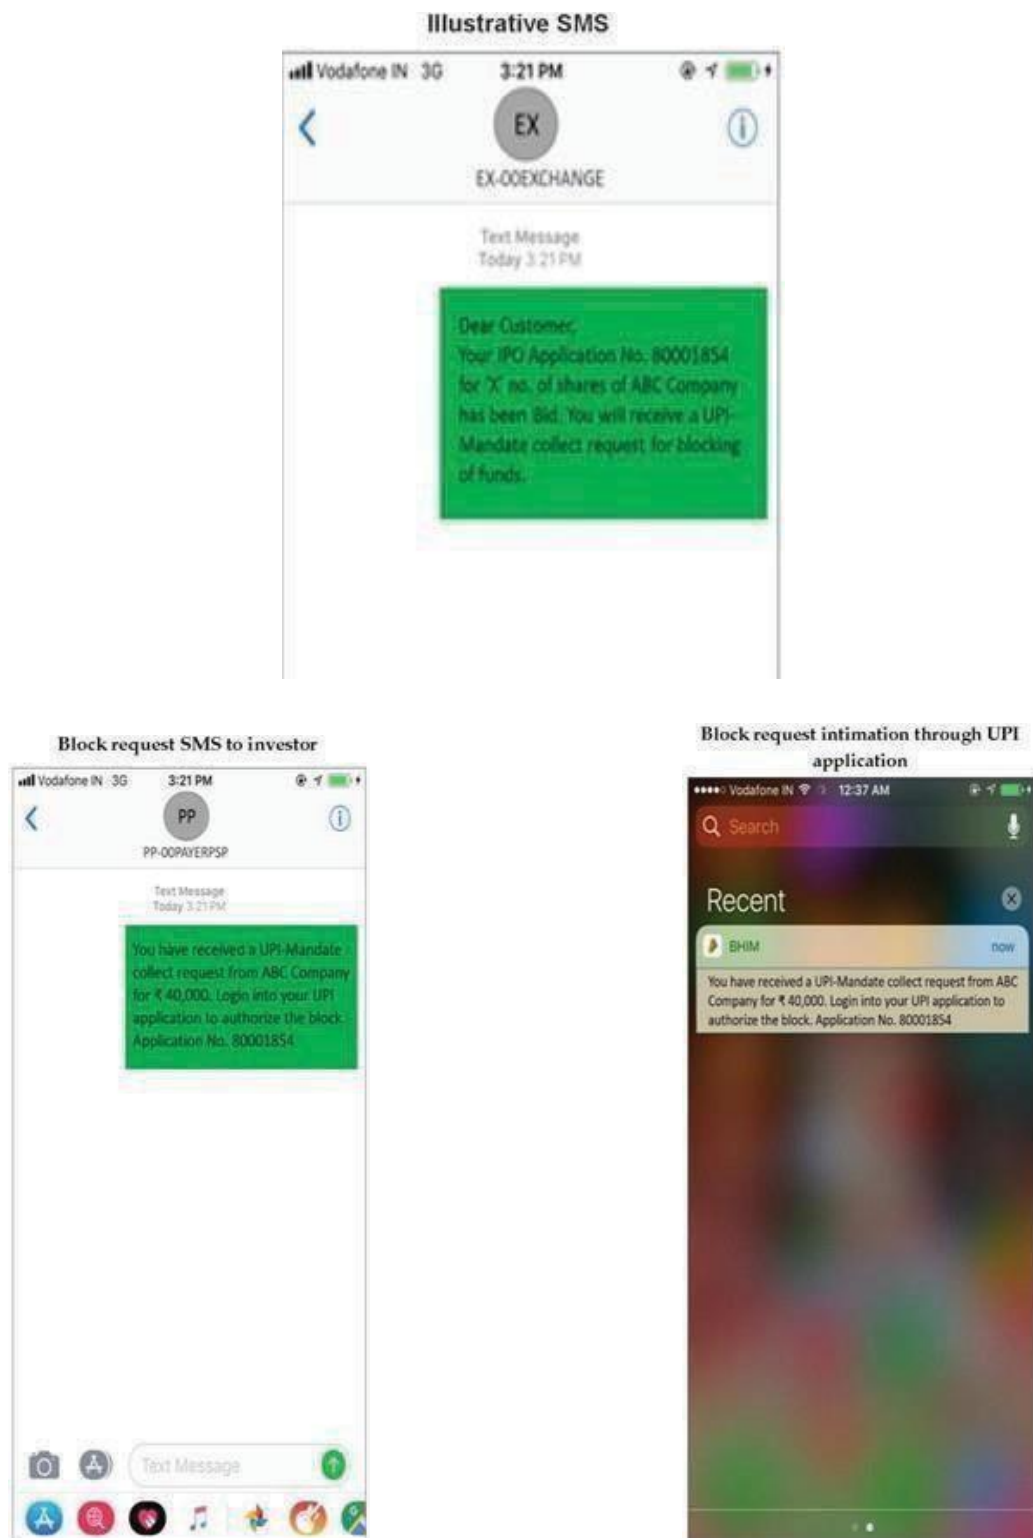 Illustrative SMS
Vodafone IN 3G 3:21 PM
EX
EX-00EXCHANGE
Text Message
Today 3:21 PM
Dear Customer,
Your IPO Application No. 80001854
for 'X' no. of shares of ABC Company
has been Bid. You will receive a UPI-
Mandate collect request for blocking
of funds.
Block request SMS to investor
Vodafone IN 3G 3:21 PM
PP
PP-00PAYERPSP
Text Message
Today 3:21 PM
You have received a UPI-Mandate
collect request from ABC Company
for ₹ 40,000. Login into your UPI
application to authorize the block.
Application No. 80001854
Text Message
Block request intimation through UPI
application
Vodafone IN 12:37 AM
Search
Recent
BHIM now
You have received a UPI-Mandate collect request from ABC
Company for ₹ 40,000. Login into your UPI application to
authorize the block. Application No. 80001854